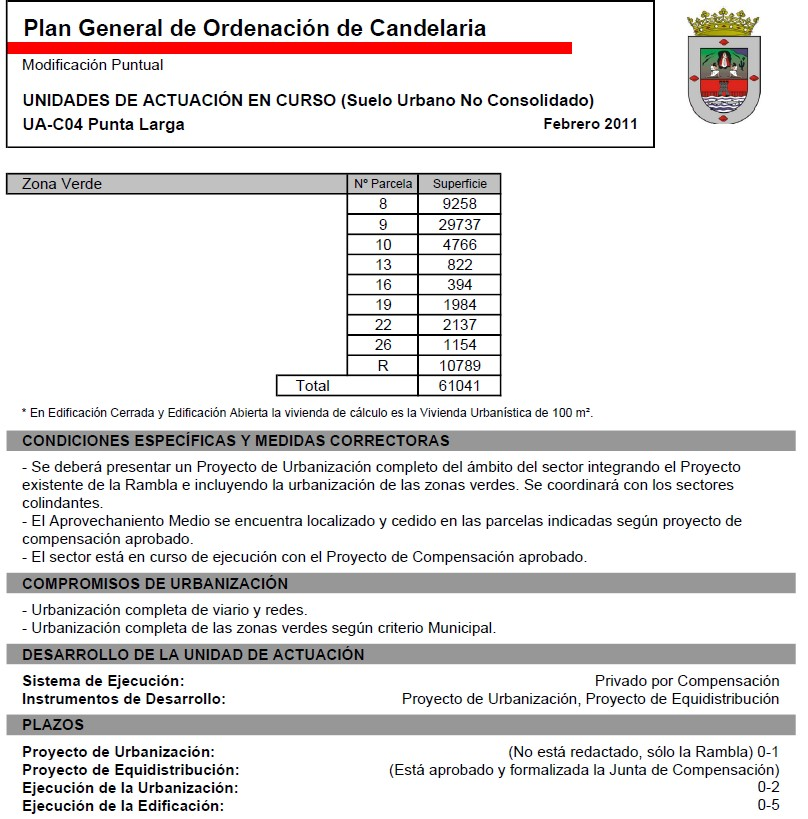 Plan General de Ordenación de Candelaria
Modificación Puntual
UNIDADES DE ACTUACIÓN EN CURSO (Suelo Urbano No Consolidado)
UA-C04 Punta Larga Febrero 2011
Zona Verde Nº Parcela Superficie
8 9258
9 29737
10 4766
13 822
16 394
19 1984
22 2137
26 1154
R 10789
Total 61041
* En Edificación Cerrada y Edificación Abierta la vivienda de cálculo es la Vivienda Urbanística de 100 m².
CONDICIONES ESPECÍFICAS Y MEDIDAS CORRECTORAS
- Se deberá presentar un Proyecto de Urbanización completo del ámbito del sector integrando el Proyecto
existente de la Rambla e incluyendo la urbanización de las zonas verdes. Se coordinará con los sectores
colindantes.
- El Aprovechaniento Medio se encuentra localizado y cedido en las parcelas indicadas según proyecto de
compensación aprobado.
- El sector está en curso de ejecución con el Proyecto de Compensación aprobado.
COMPROMISOS DE URBANIZACIÓN
- Urbanización completa de viario y redes.
- Urbanización completa de las zonas verdes según criterio Municipal.
DESARROLLO DE LA UNIDAD DE ACTUACIÓN
Sistema de Ejecución: Privado por Compensación
Instrumentos de Desarrollo: Proyecto de Urbanización, Proyecto de Equidistribución
PLAZOS
Proyecto de Urbanización: (No está redactado, sólo la Rambla) 0-1
Proyecto de Equidistribución: (Está aprobado y formalizada la Junta de Compensación)
Ejecución de la Urbanización: 0-2
Ejecución de la Edificación: 0-5